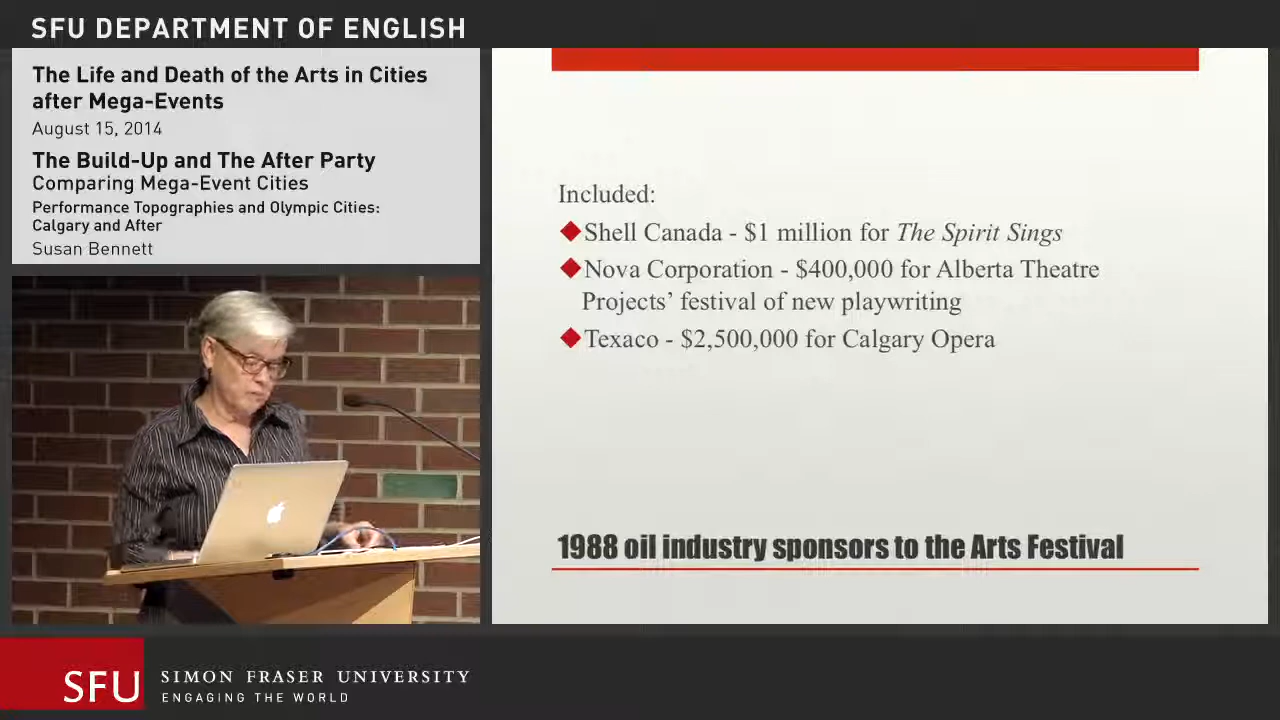 SFU DEPARTMENT OF ENGLISH
The Life and Death of the Arts in Cities
after Mega-Events
August 15, 2014
The Build-Up and The After Party
Comparing Mega-Event Cities
Performance Topographies and Olympic Cities:
Calgary and After
Susan Bennett
Included:
Shell Canada - $1 million for The Spirit Sings
Nova Corporation - $400,000 for Alberta Theatre
Projects’ festival of new playwriting
Texaco - $2,500,000 for Calgary Opera
1988 oil industry sponsors to the Arts Festival
SFU
SIMON FRASER UNIVERSITY
ENGAGING THE WORLD